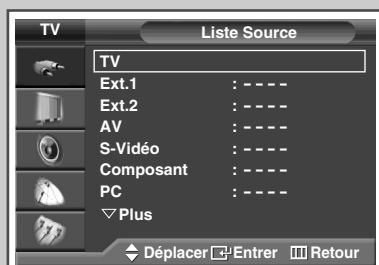 TV Liste Source
TV
Ext.1 : - - - -
Ext.2 : - - - -
AV : - - - -
S-Vidéo : - - - -
Composant : - - - -
PC : - - - -
▽Plus
Déplacer Entrer Retour